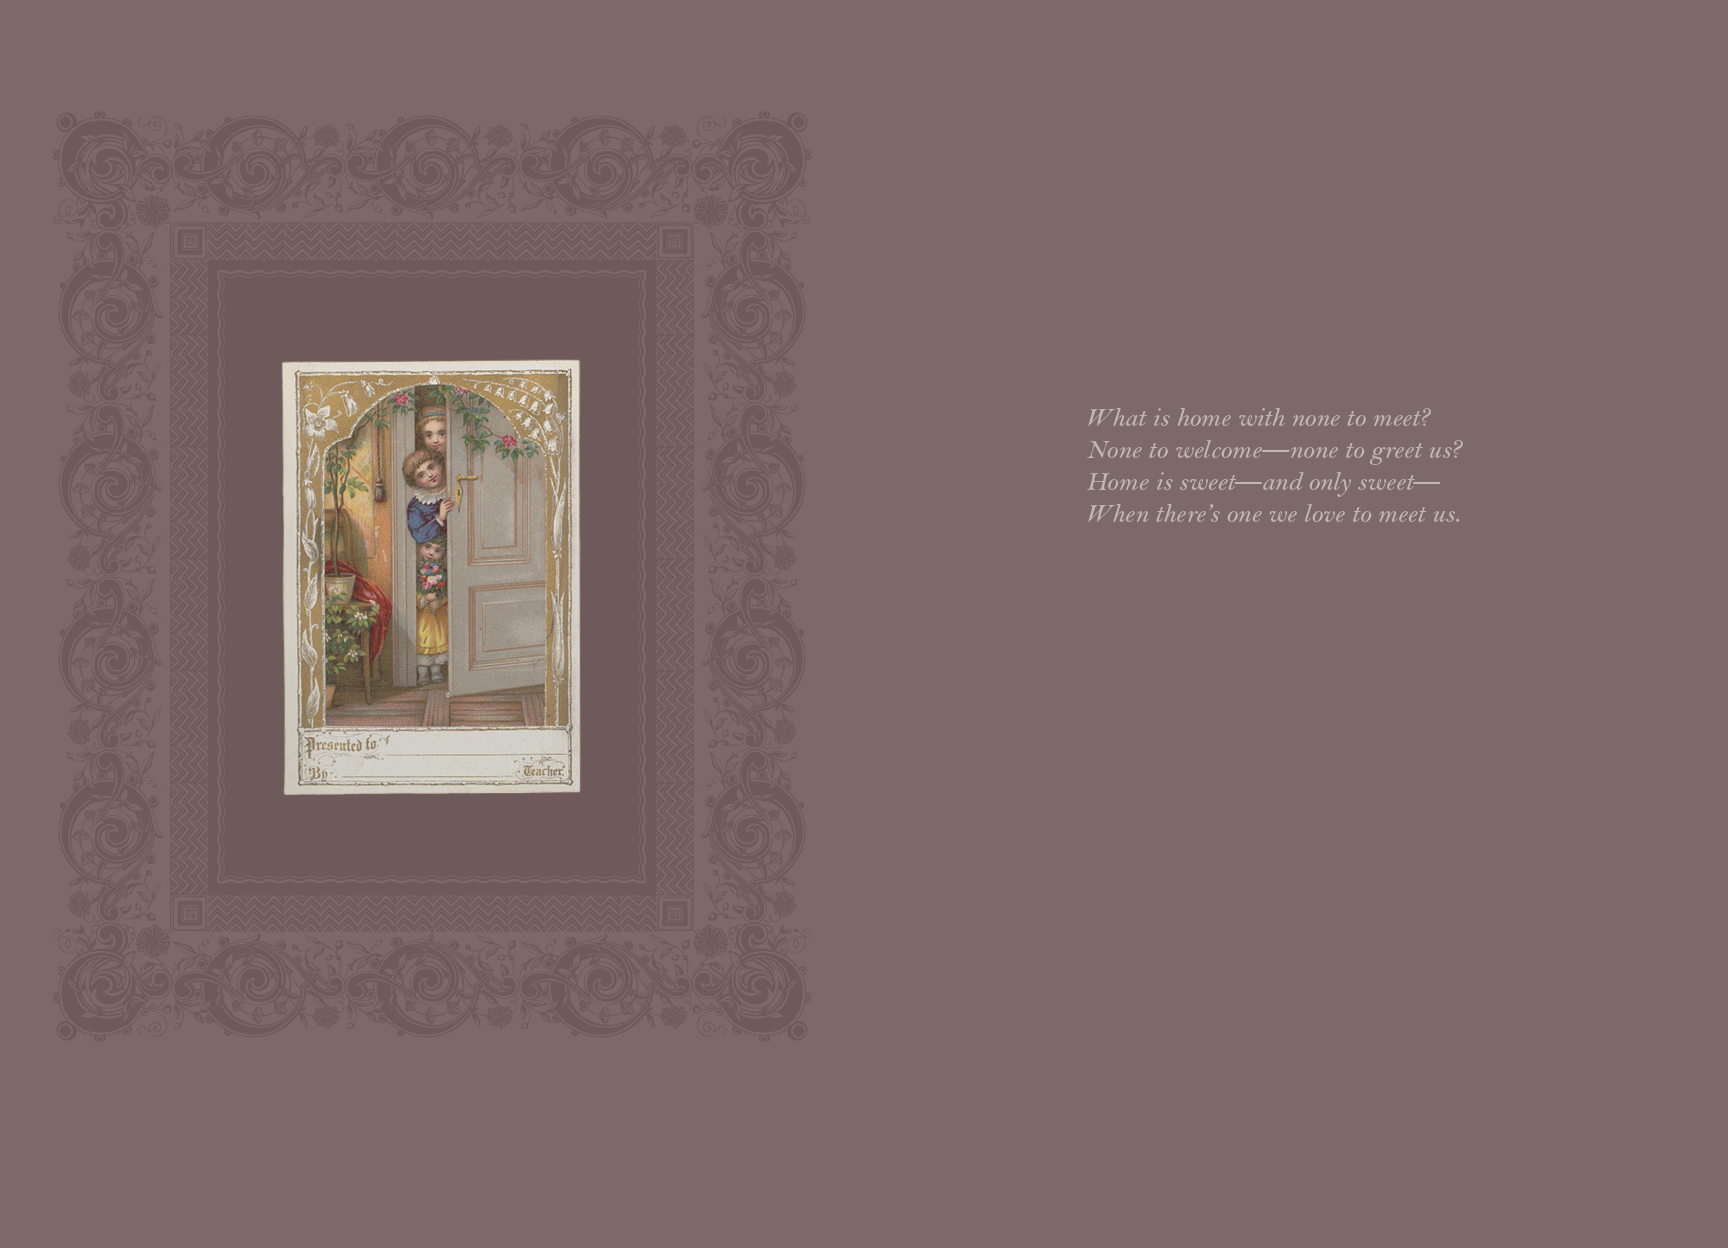 Presented to
By
Teacher.
What is home with none to meet?
None to welcome—none to greet us?
Home is sweet—and only sweet—
When there’s one we love to meet us.